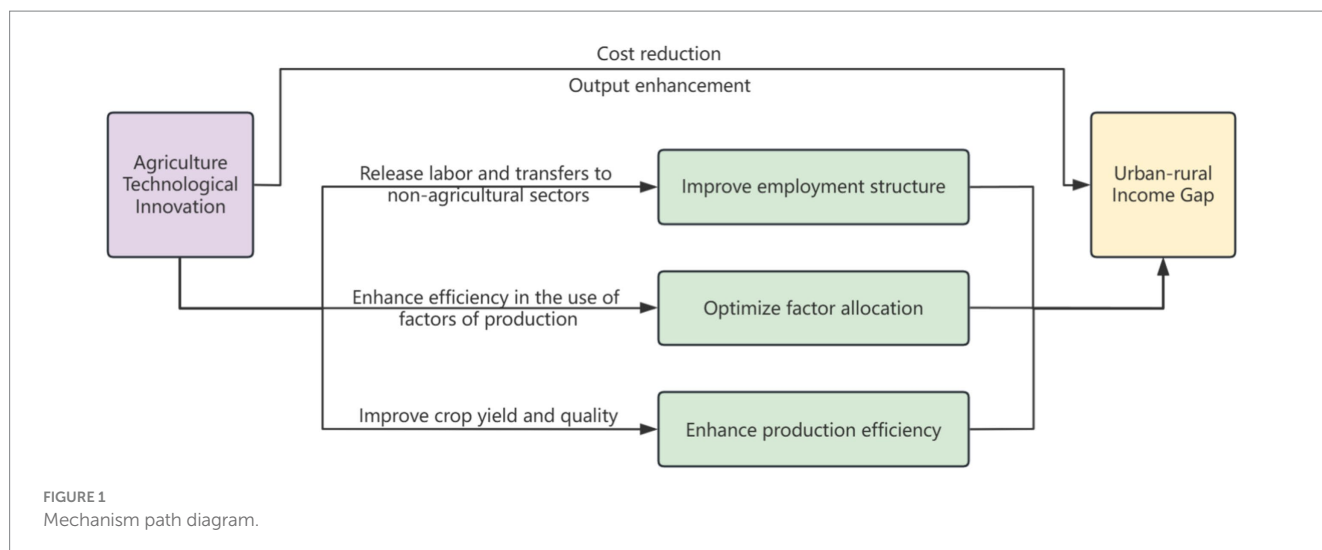 Cost reduction
Output enhancement
Agriculture
Technological
Innovation
Release labor and transfers to
non-agricultural sectors
Improve employment structure
Urban-rural
Income Gap
Enhance efficiency in the use of
factors of production
Optimize factor allocation
Improve crop yield and quality
Enhance production efficiency
FIGURE 1
Mechanism path diagram.